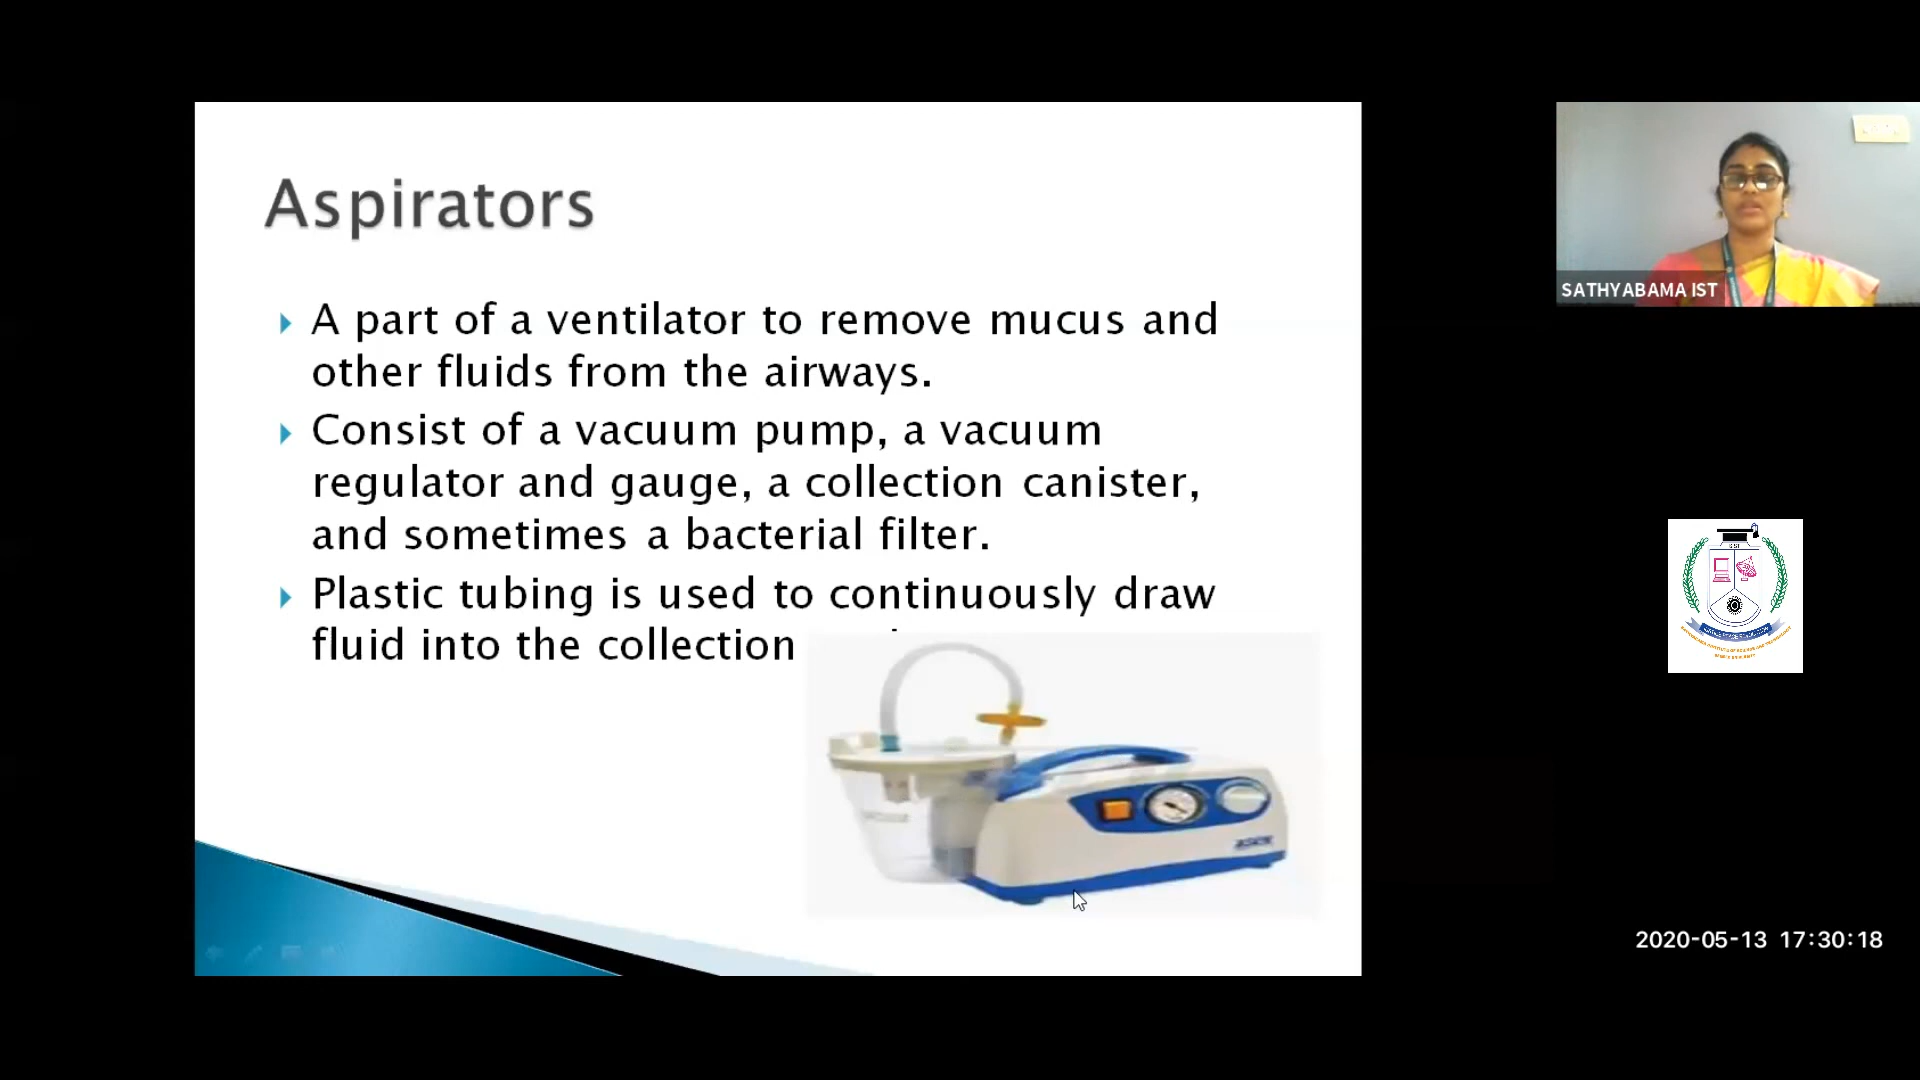 Aspirators
A part of a ventilator to remove mucus and
other fluids from the airways.
Consist of a vacuum pump, a vacuum
regulator and gauge, a collection canister,
and sometimes a bacterial filter.
Plastic tubing is used to continuously draw
fluid into the collection
SATHYABAMA IST
2020-05-13 17:30:18